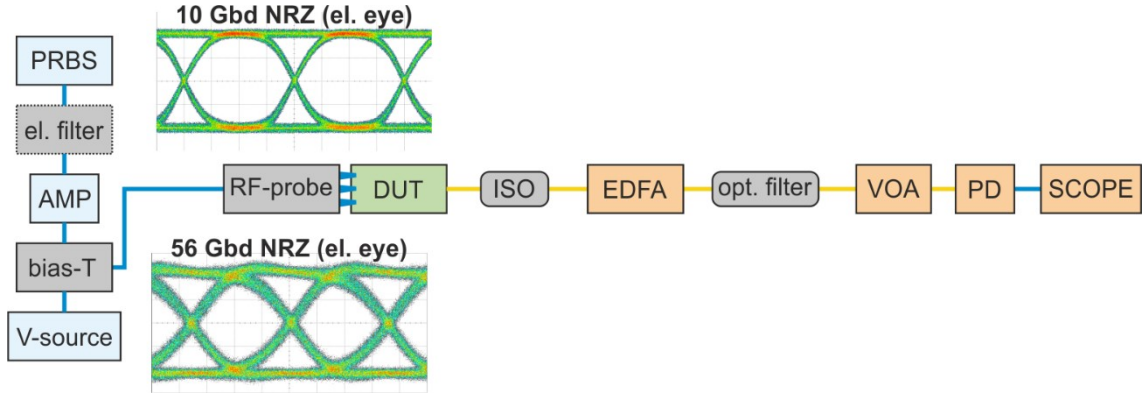 10 Gbd NRZ (el. eye)
PRBS
el. filter
AMP
bias-T
V-source
RF-probe
DUT
ISO
EDFA
opt. filter
VOA
PD
SCOPE
56 Gbd NRZ (el. eye)